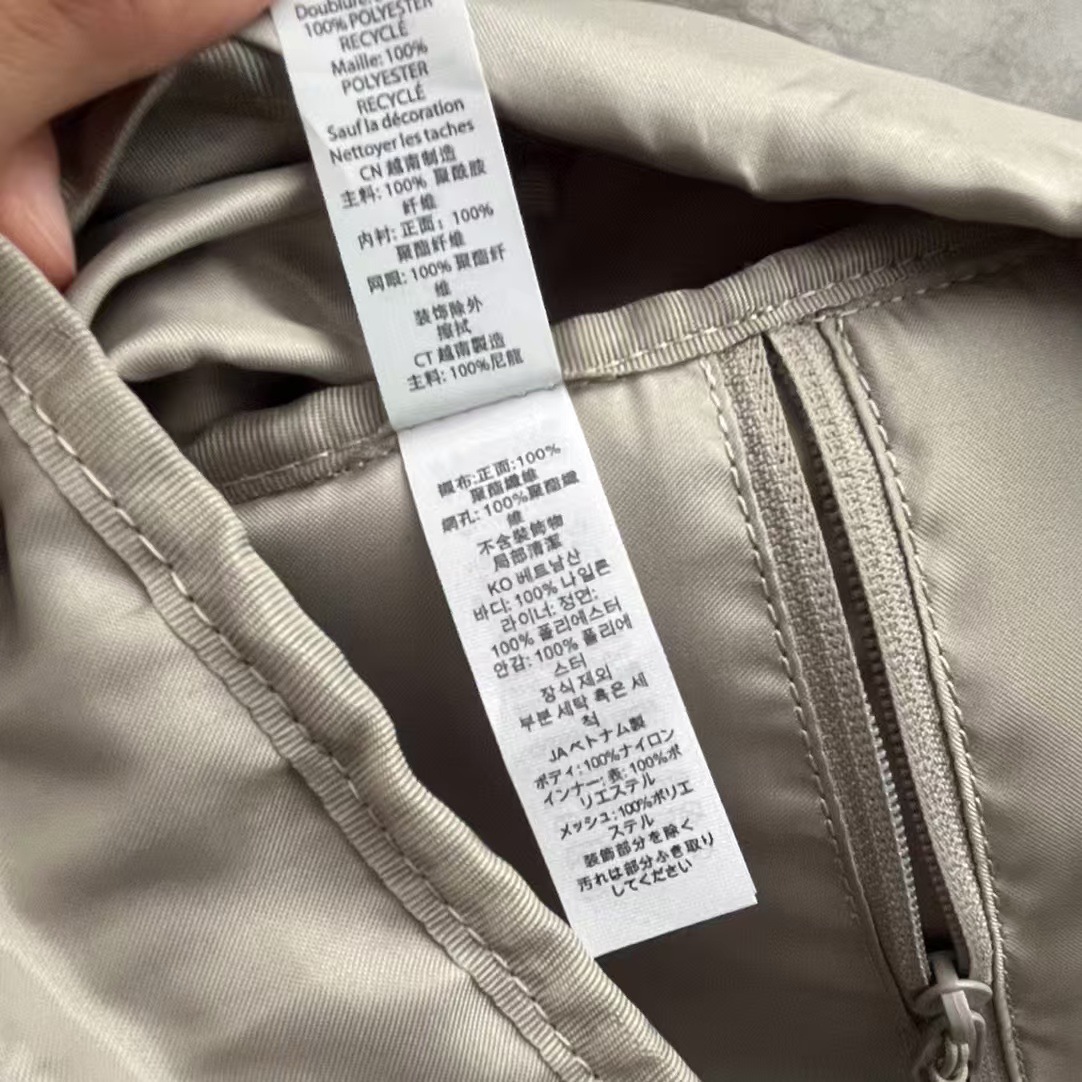 Doublure:
100% POLYESTER
RECYCLÉ
Maille: 100%
POLYESTER
RECYCLÉ
Sauf la décoration
Nettoyer les taches
CN 越南制造
主料: 100% 聚酰胺
纤维
内衬: 正面: 100%
聚酯纤维
网眼: 100% 聚酯纤
维
装饰除外
擦拭
CT 越南製造
主料: 100%尼龍
襯布:正面:100%
聚酯纖維
網孔: 100%聚酯纖
維
不含裝飾物
局部清潔
KO 베트남산
바디: 100% 나일론
라이너: 정면:
100% 폴리에스터
안감: 100% 폴리에
스터
장식 제외
부분 세탁 혹은 세
척
JA ベトナム製
ボディ: 100%ナイロン
インナー: 表: 100%ポ
リエステル
メッシュ: 100%ポリエ
ステル
装飾部分を除く
汚れは部分ふき取り
してください